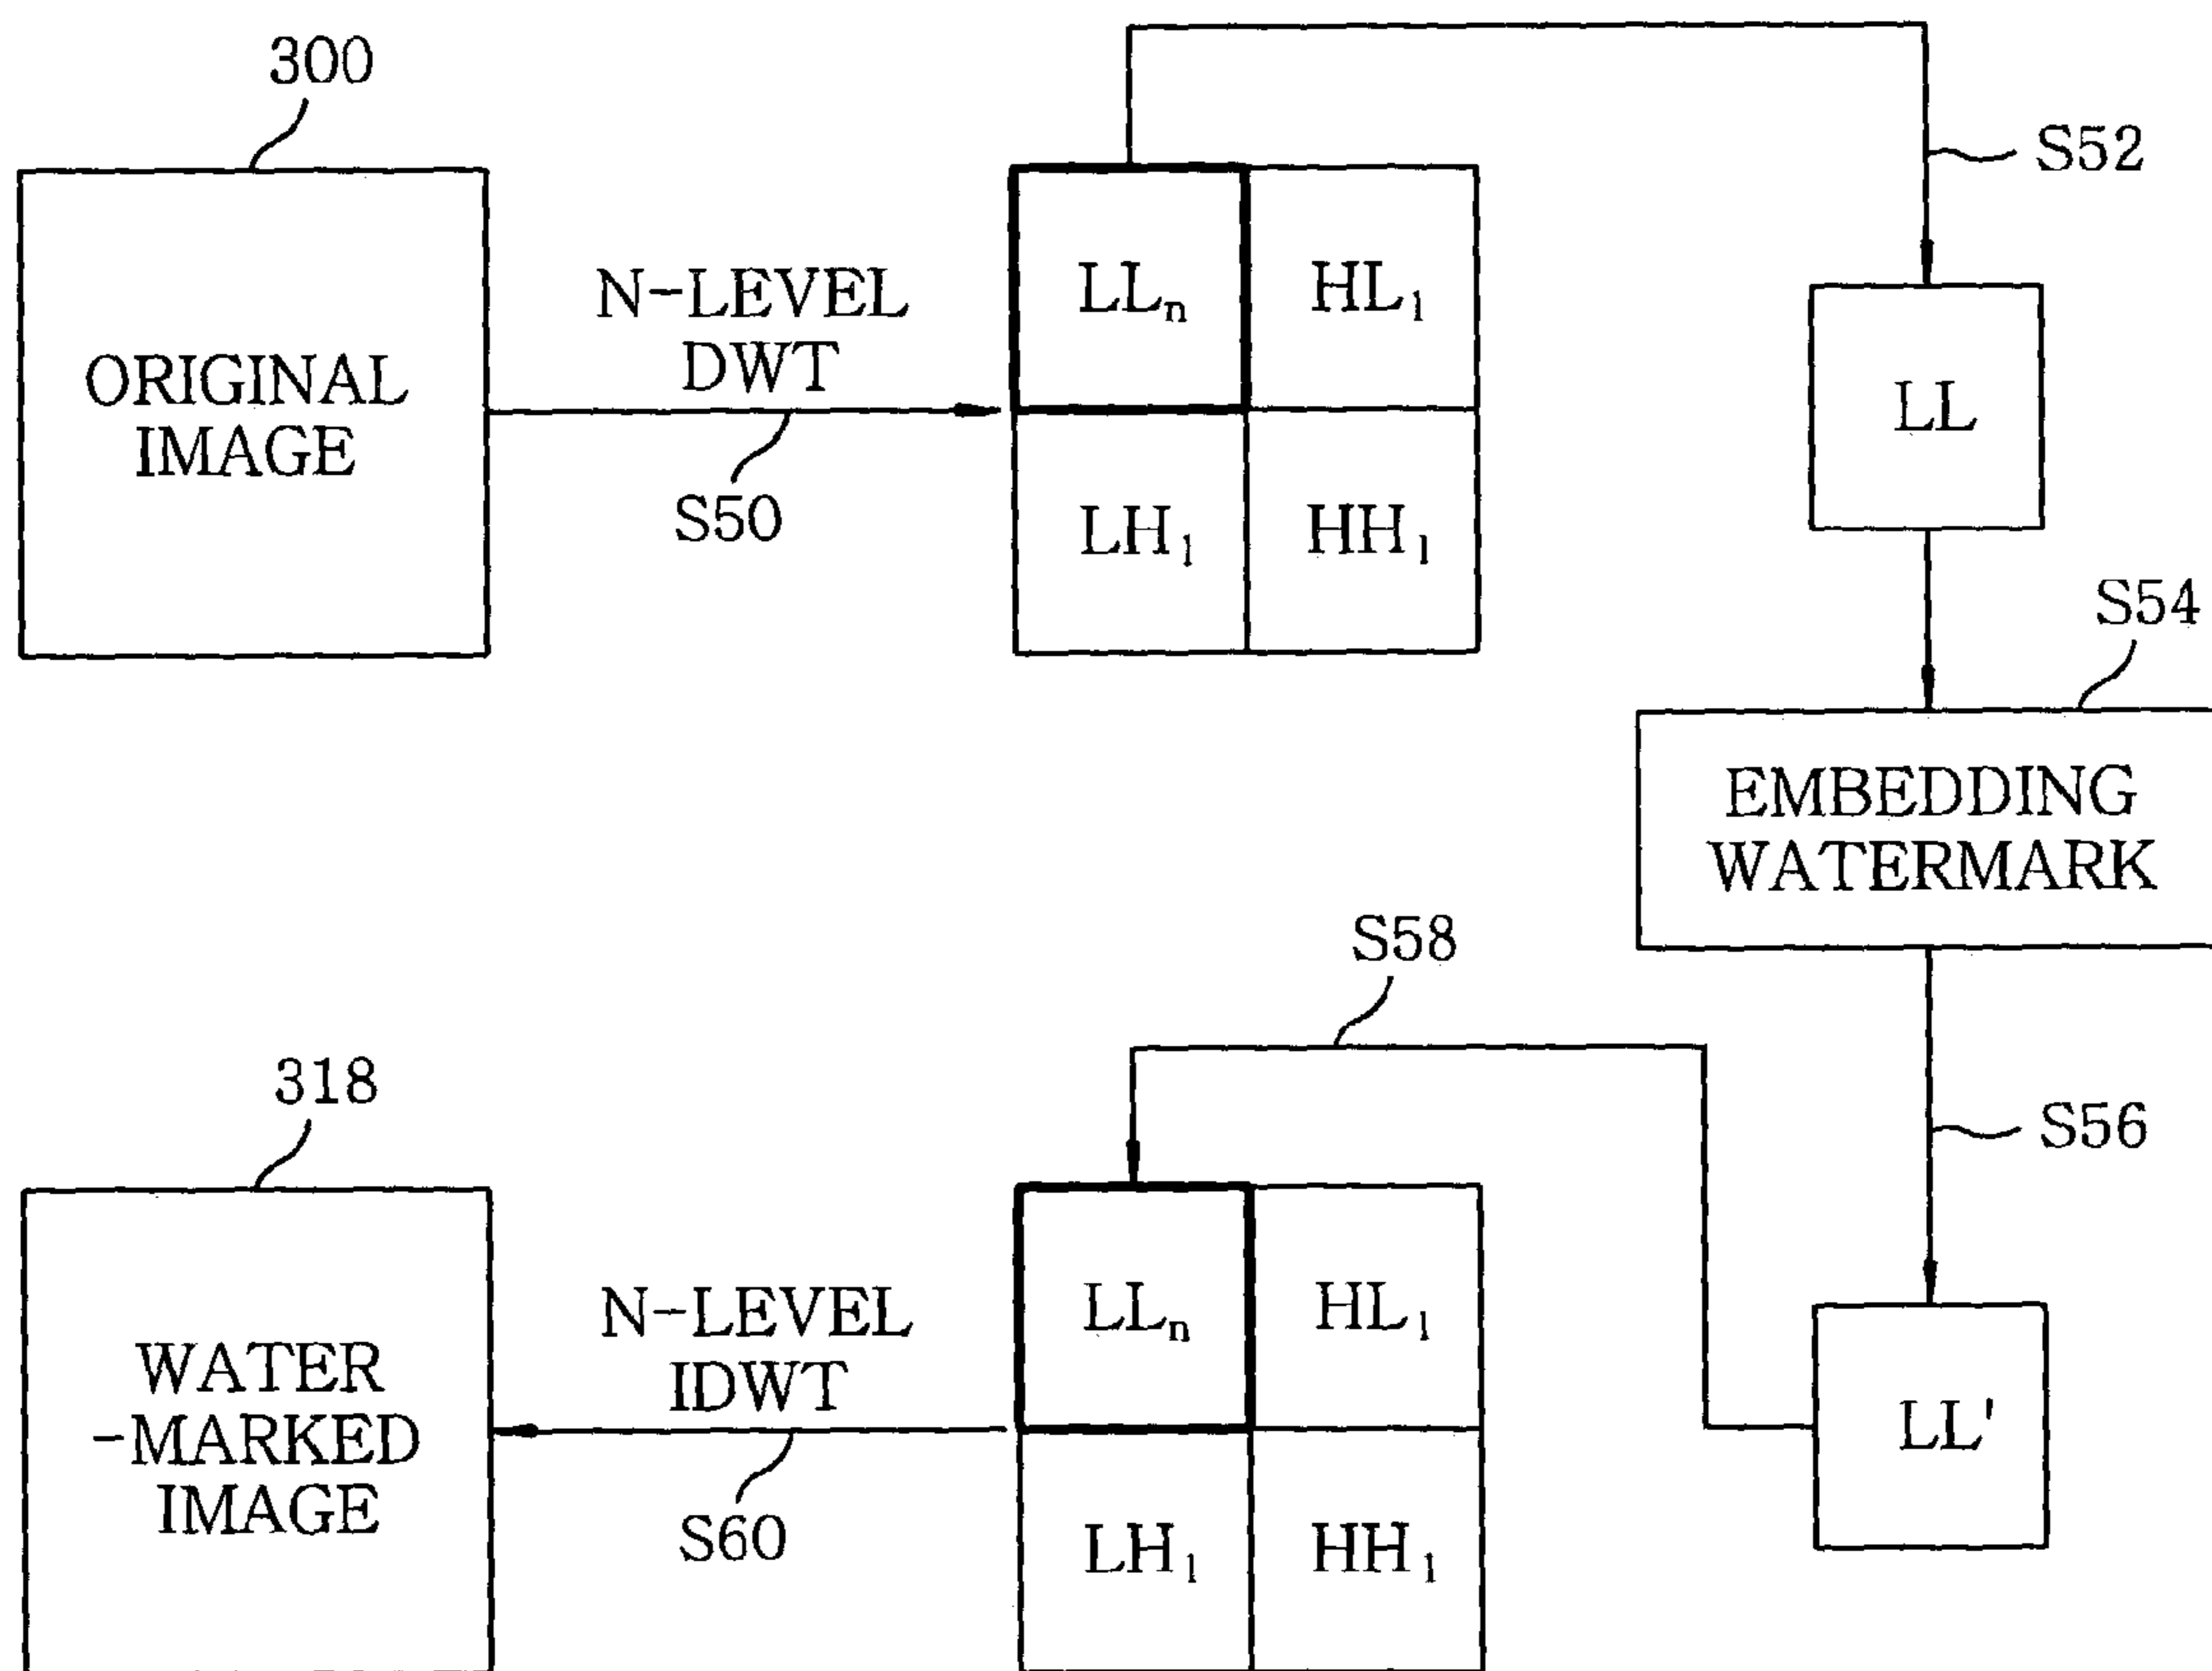 300
ORIGINAL
IMAGE
N-LEVEL
DWT
S50
LLn
HL1
LH1
HH1
S52
LL
S54
EMBEDDING
WATERMARK
S56
LL'
S58
LLn
HL1
LH1
HH1
N-LEVEL
IDWT
S60
318
WATER
-MARKED
IMAGE